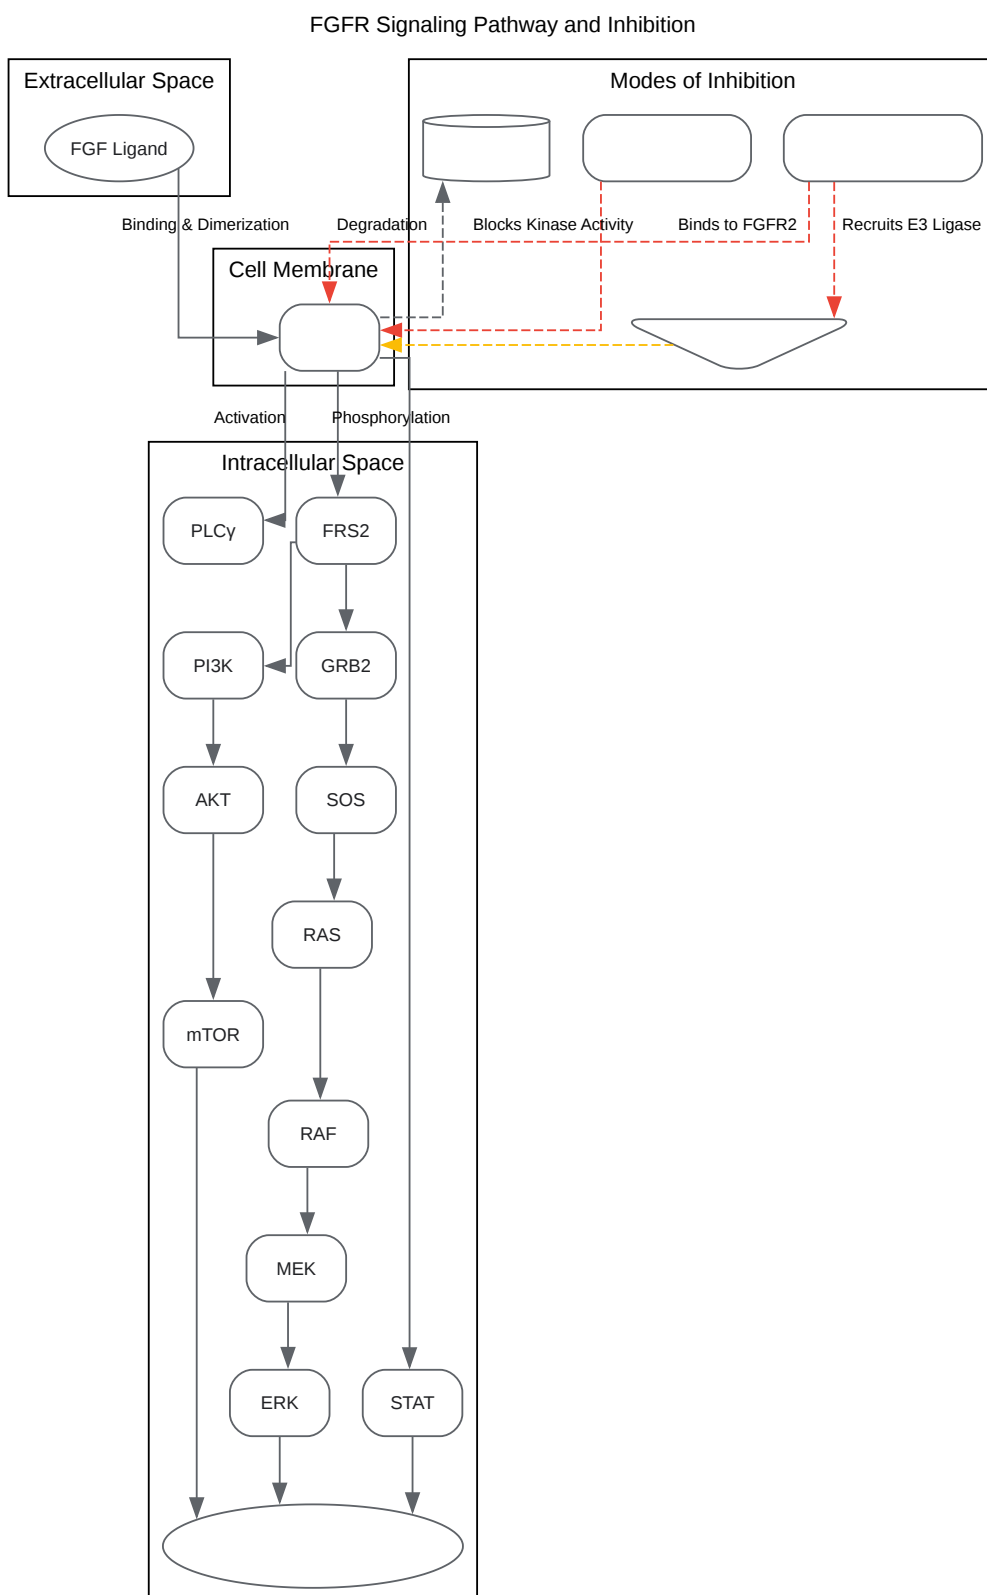 FGFR Signaling Pathway and Inhibition
Extracellular Space
Modes of Inhibition
FGF Ligand
Binding & Dimerization
Degradation
Blocks Kinase Activity
Binds to FGFR2
Recruits E3 Ligase
Cell Membrane
Activation
Phosphorylation
Intracellular Space
PLCγ
FRS2
PI3K
GRB2
AKT
SOS
RAS
mTOR
RAF
MEK
ERK
STAT